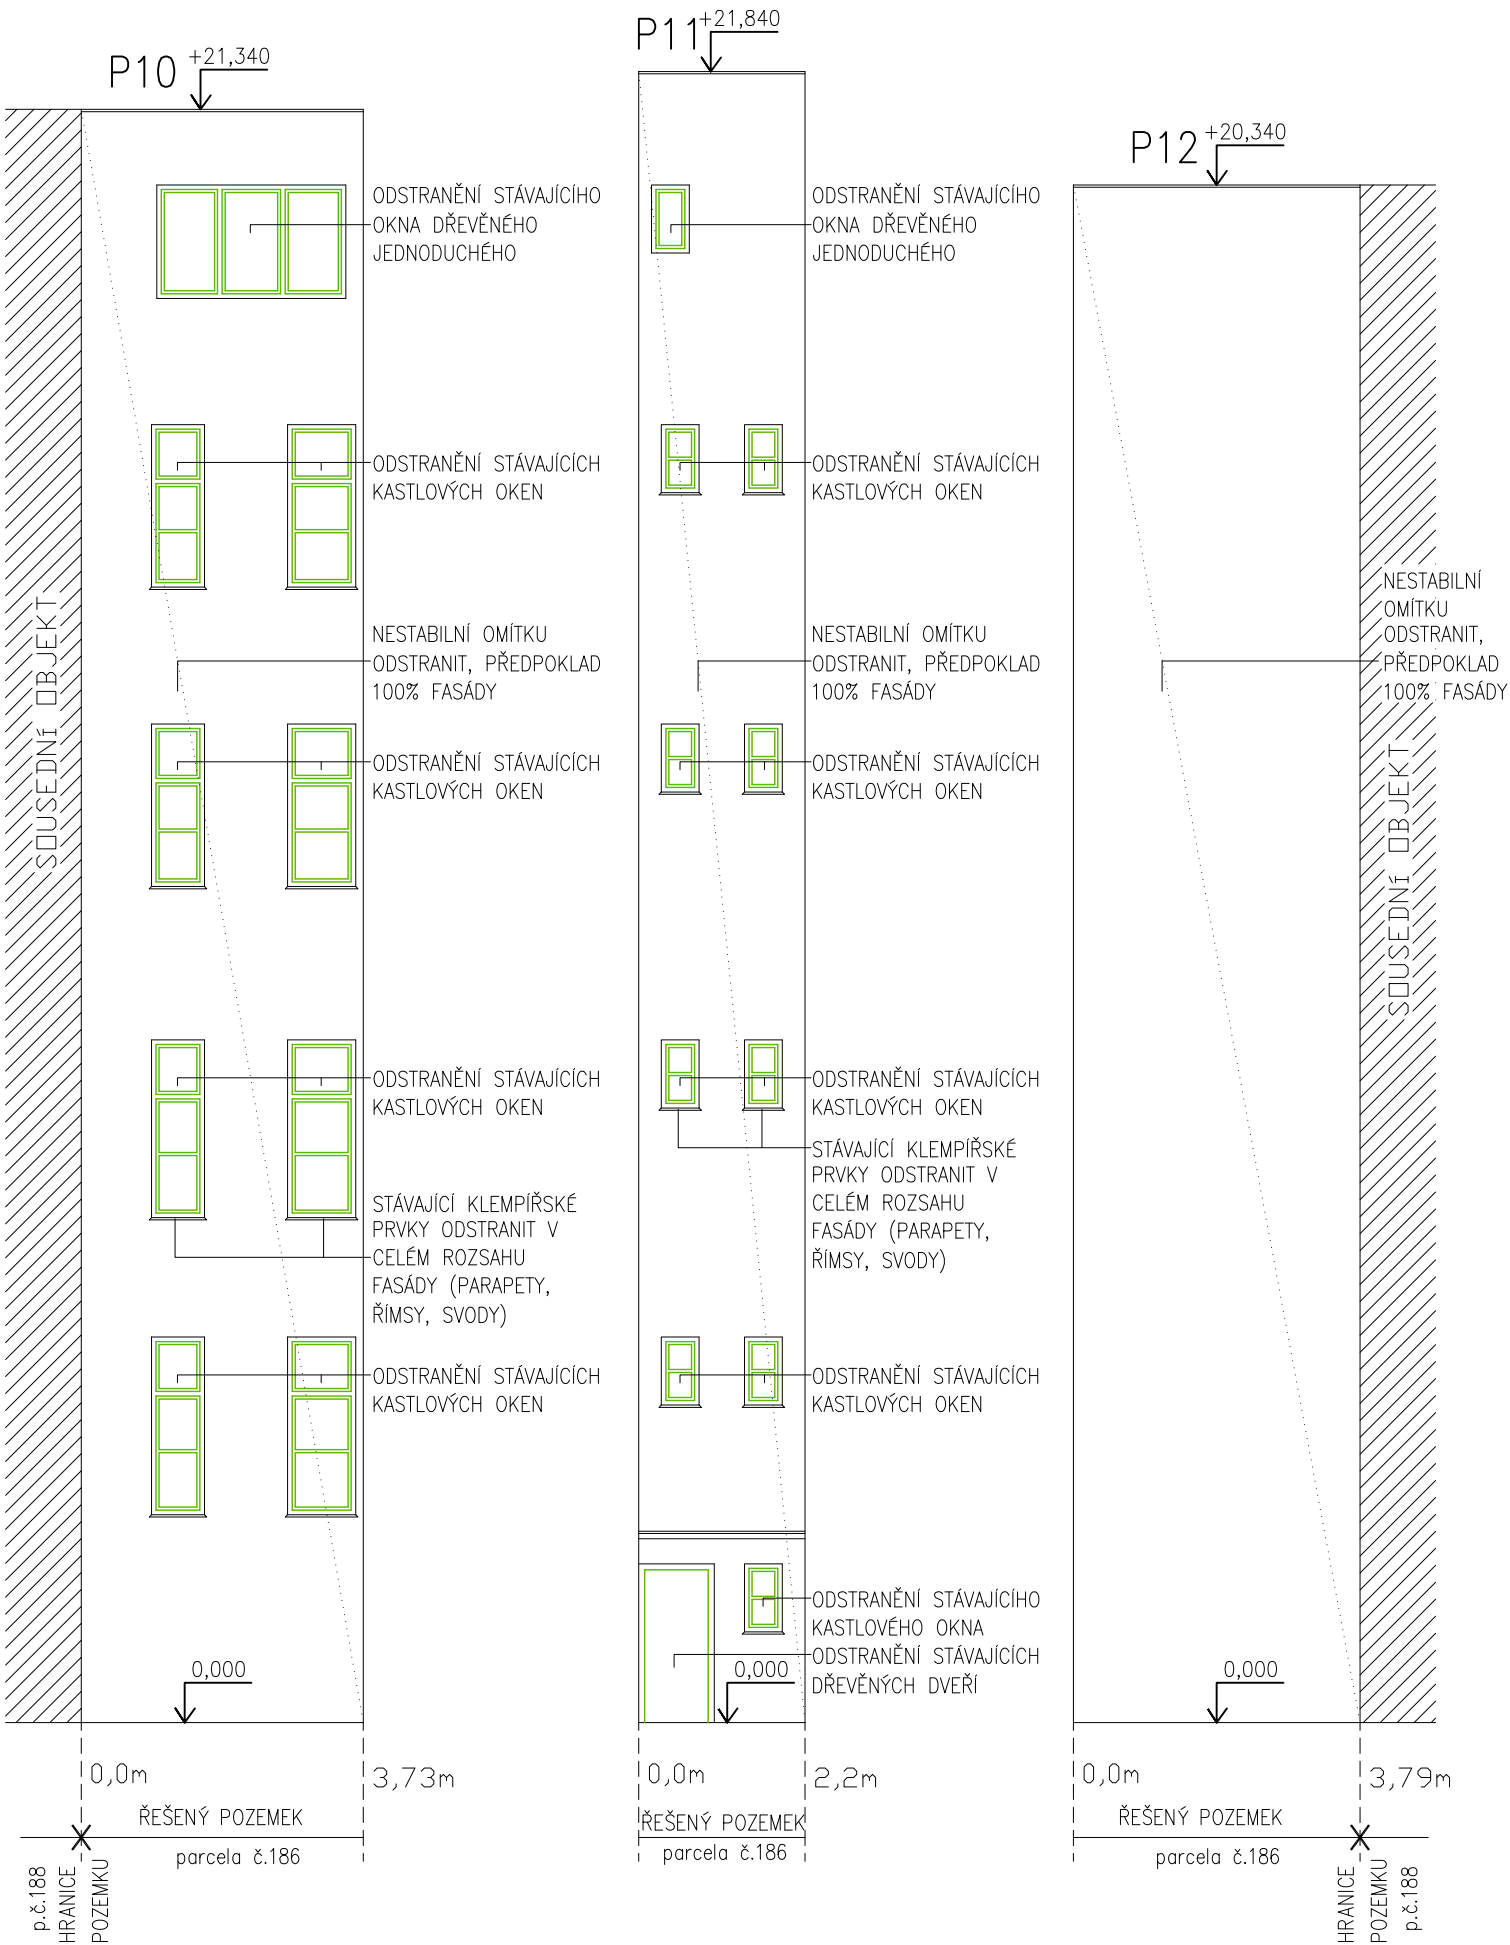 P10
+21,340
ODSTRANĚNÍ STÁVAJÍCÍHO
OKNA DŘEVĚNÉHO
JEDNODUCHÉHO
ODSTRANĚNÍ STÁVAJÍCÍCH
KASTLOVÝCH OKEN
NESTABILNÍ OMÍTKU
ODSTRANIT, PŘEDPOKLAD
100% FASÁDY
SOUSEDNÍ OBJEKT
ODSTRANĚNÍ STÁVAJÍCÍCH
KASTLOVÝCH OKEN
ODSTRANĚNÍ STÁVAJÍCÍCH
KASTLOVÝCH OKEN
STÁVAJÍCÍ KLEMPÍŘSKÉ
PRVKY ODSTRANIT V
CELÉM ROZSAHU
FASÁDY (PARAPETY,
ŘÍMSY, SVODY)
ODSTRANĚNÍ STÁVAJÍCÍCH
KASTLOVÝCH OKEN
0,000
0,0m
3,73m
ŘEŠENÝ POZEMEK
parcela č.186
p.č.188
HRANICE
POZEMKU
P11
+21,840
ODSTRANĚNÍ STÁVAJÍCÍHO
OKNA DŘEVĚNÉHO
JEDNODUCHÉHO
ODSTRANĚNÍ STÁVAJÍCÍCH
KASTLOVÝCH OKEN
NESTABILNÍ OMÍTKU
ODSTRANIT, PŘEDPOKLAD
100% FASÁDY
ODSTRANĚNÍ STÁVAJÍCÍCH
KASTLOVÝCH OKEN
ODSTRANĚNÍ STÁVAJÍCÍCH
KASTLOVÝCH OKEN
STÁVAJÍCÍ KLEMPÍŘSKÉ
PRVKY ODSTRANIT V
CELÉM ROZSAHU
FASÁDY (PARAPETY,
ŘÍMSY, SVODY)
ODSTRANĚNÍ STÁVAJÍCÍCH
KASTLOVÝCH OKEN
ODSTRANĚNÍ STÁVAJÍCÍHO
KASTLOVÉHO OKNA
ODSTRANĚNÍ STÁVAJÍCÍCH
DŘEVĚNÝCH DVEŘÍ
0,000
0,0m
2,2m
ŘEŠENÝ POZEMEK
parcela č.186
P12
+20,340
NESTABILNÍ
OMÍTKU
ODSTRANIT,
PŘEDPOKLAD
100% FASÁDY
SOUSEDNÍ OBJEKT
0,000
0,0m
3,79m
ŘEŠENÝ POZEMEK
parcela č.186
HRANICE
POZEMKU
p.č.188